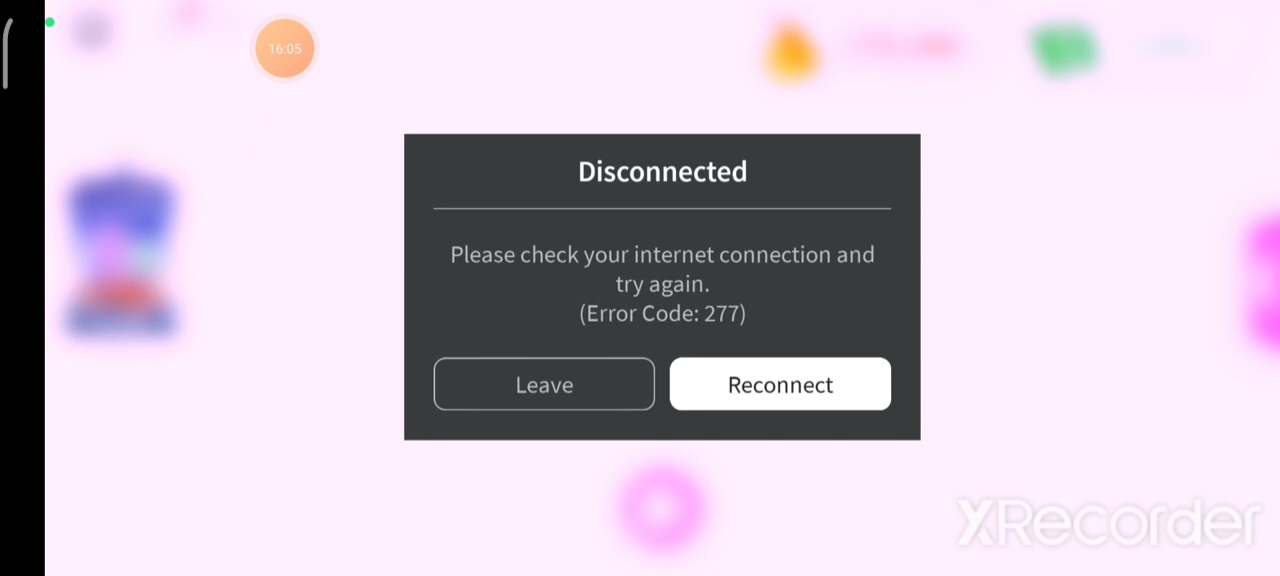 16:05
Disconnected
Please check your internet connection and
try again.
(Error Code: 277)
Leave
Reconnect
XRecorder